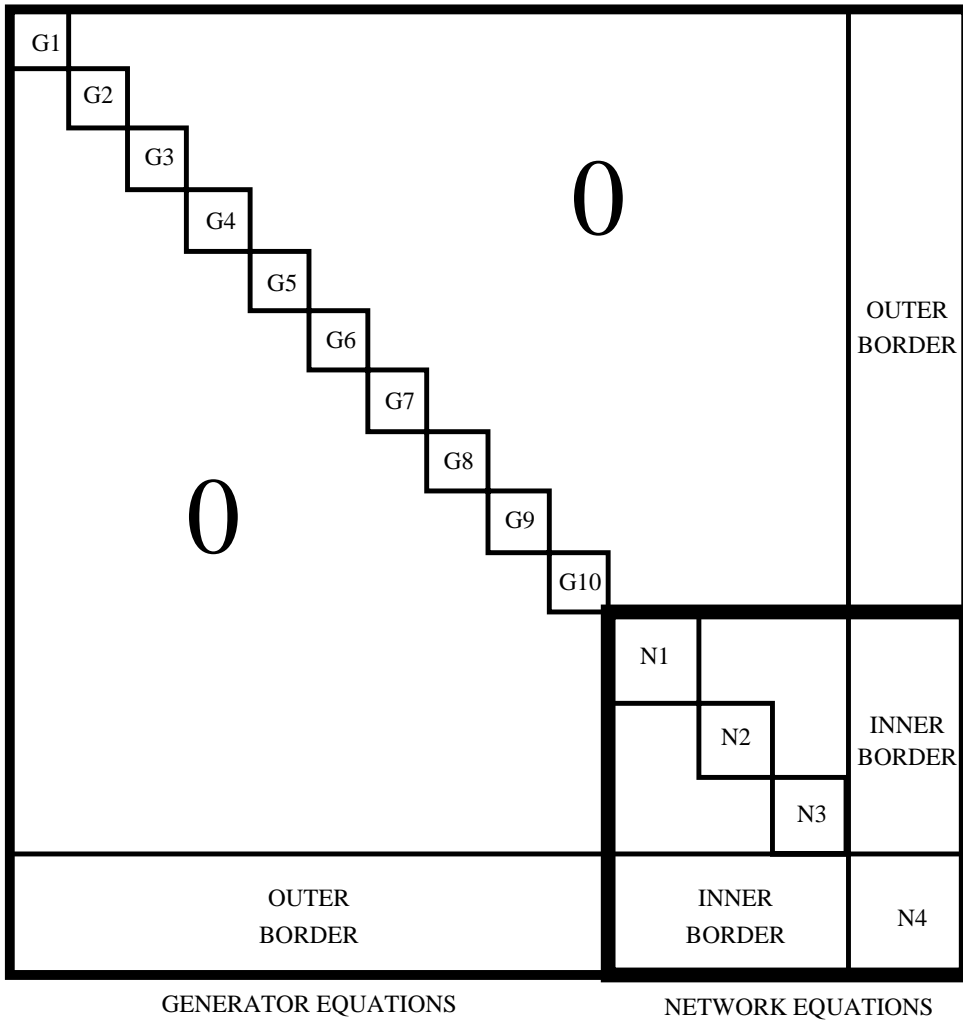 G1
G2
G3
0
G4
G5
OUTER
BORDER
G6
G7
G8
0
G9
G10
N1
N2
INNER
BORDER
N3
OUTER
BORDER
INNER
BORDER
N4
GENERATOR EQUATIONS
NETWORK EQUATIONS